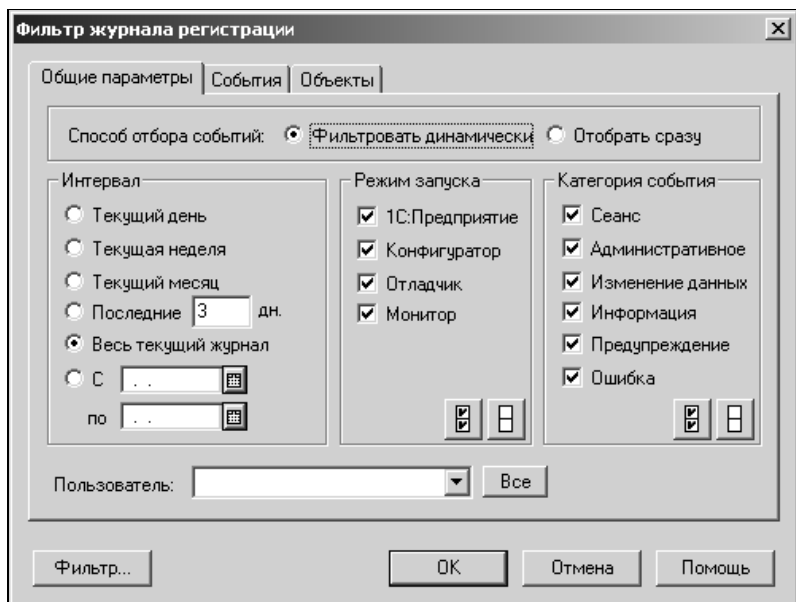 Фильтр журнала регистрации
Общие параметры События Объекты
Способ отбора событий: Фильтровать динамически Отобрать сразу
Интервал
Текущий день
Текущая неделя
Текущий месяц
Последние 3 дн.
Весь текущий журнал
С . .
по . .
Режим запуска
1С:Предприятие
Конфигуратор
Отладчик
Монитор
Категория события
Сеанс
Административное
Изменение данных
Информация
Предупреждение
Ошибка
Пользователь: Все
Фильтр... OK Отмена Помощь